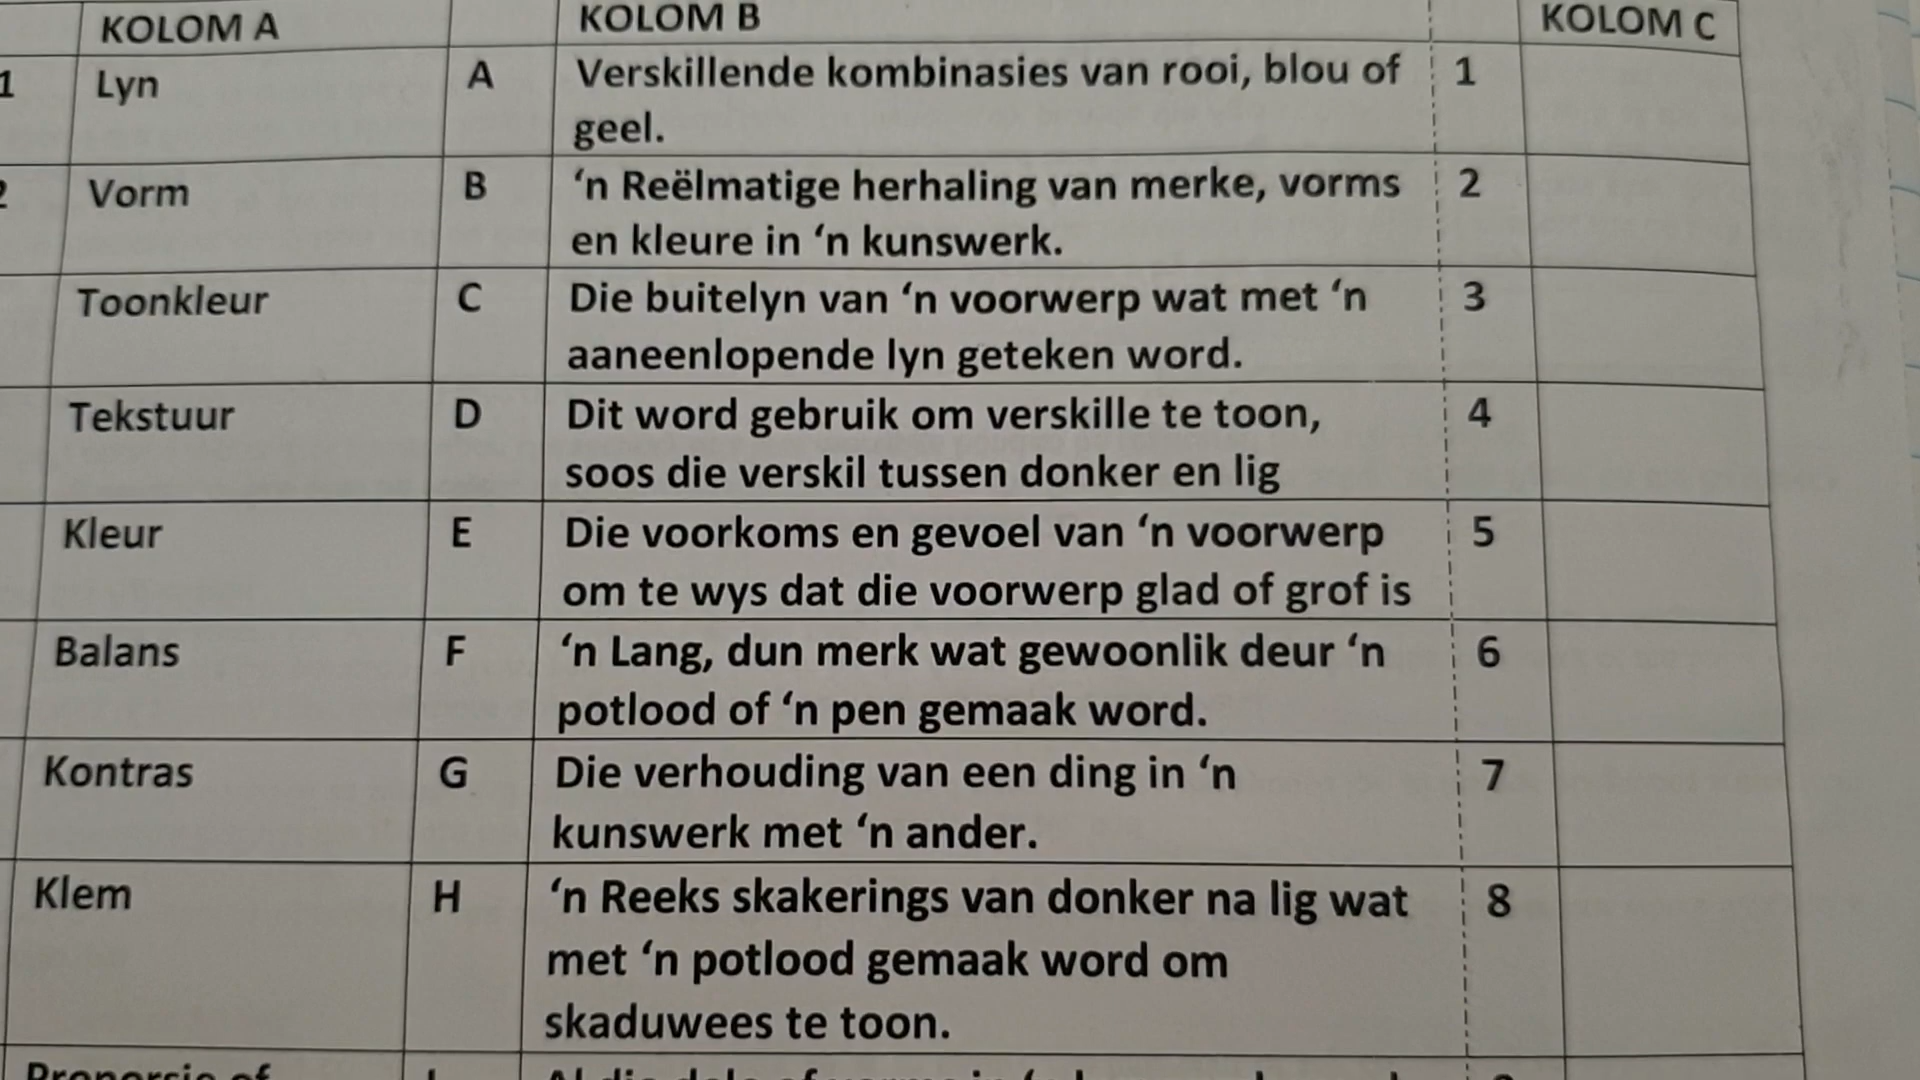 KOLOM A KOLOM B KOLOM C
1 Lyn A Verskillende kombinasies van rooi, blou of 1
geel.
2 Vorm B ‘n Reëlmatige herhaling van merke, vorms 2
en kleure in ‘n kunswerk.
Toonkleur C Die buitelyn van ‘n voorwerp wat met ‘n 3
aaneenlopende lyn geteken word.
Tekstuur D Dit word gebruik om verskille te toon, 4
soos die verskil tussen donker en lig
Kleur E Die voorkoms en gevoel van ‘n voorwerp 5
om te wys dat die voorwerp glad of grof is
Balans F ‘n Lang, dun merk wat gewoonlik deur ‘n 6
potlood of ‘n pen gemaak word.
Kontras G Die verhouding van een ding in ‘n 7
kunswerk met ‘n ander.
Klem H ‘n Reeks skakerings van donker na lig wat 8
met ‘n potlood gemaak word om
skaduwees te toon.
Proporsie of